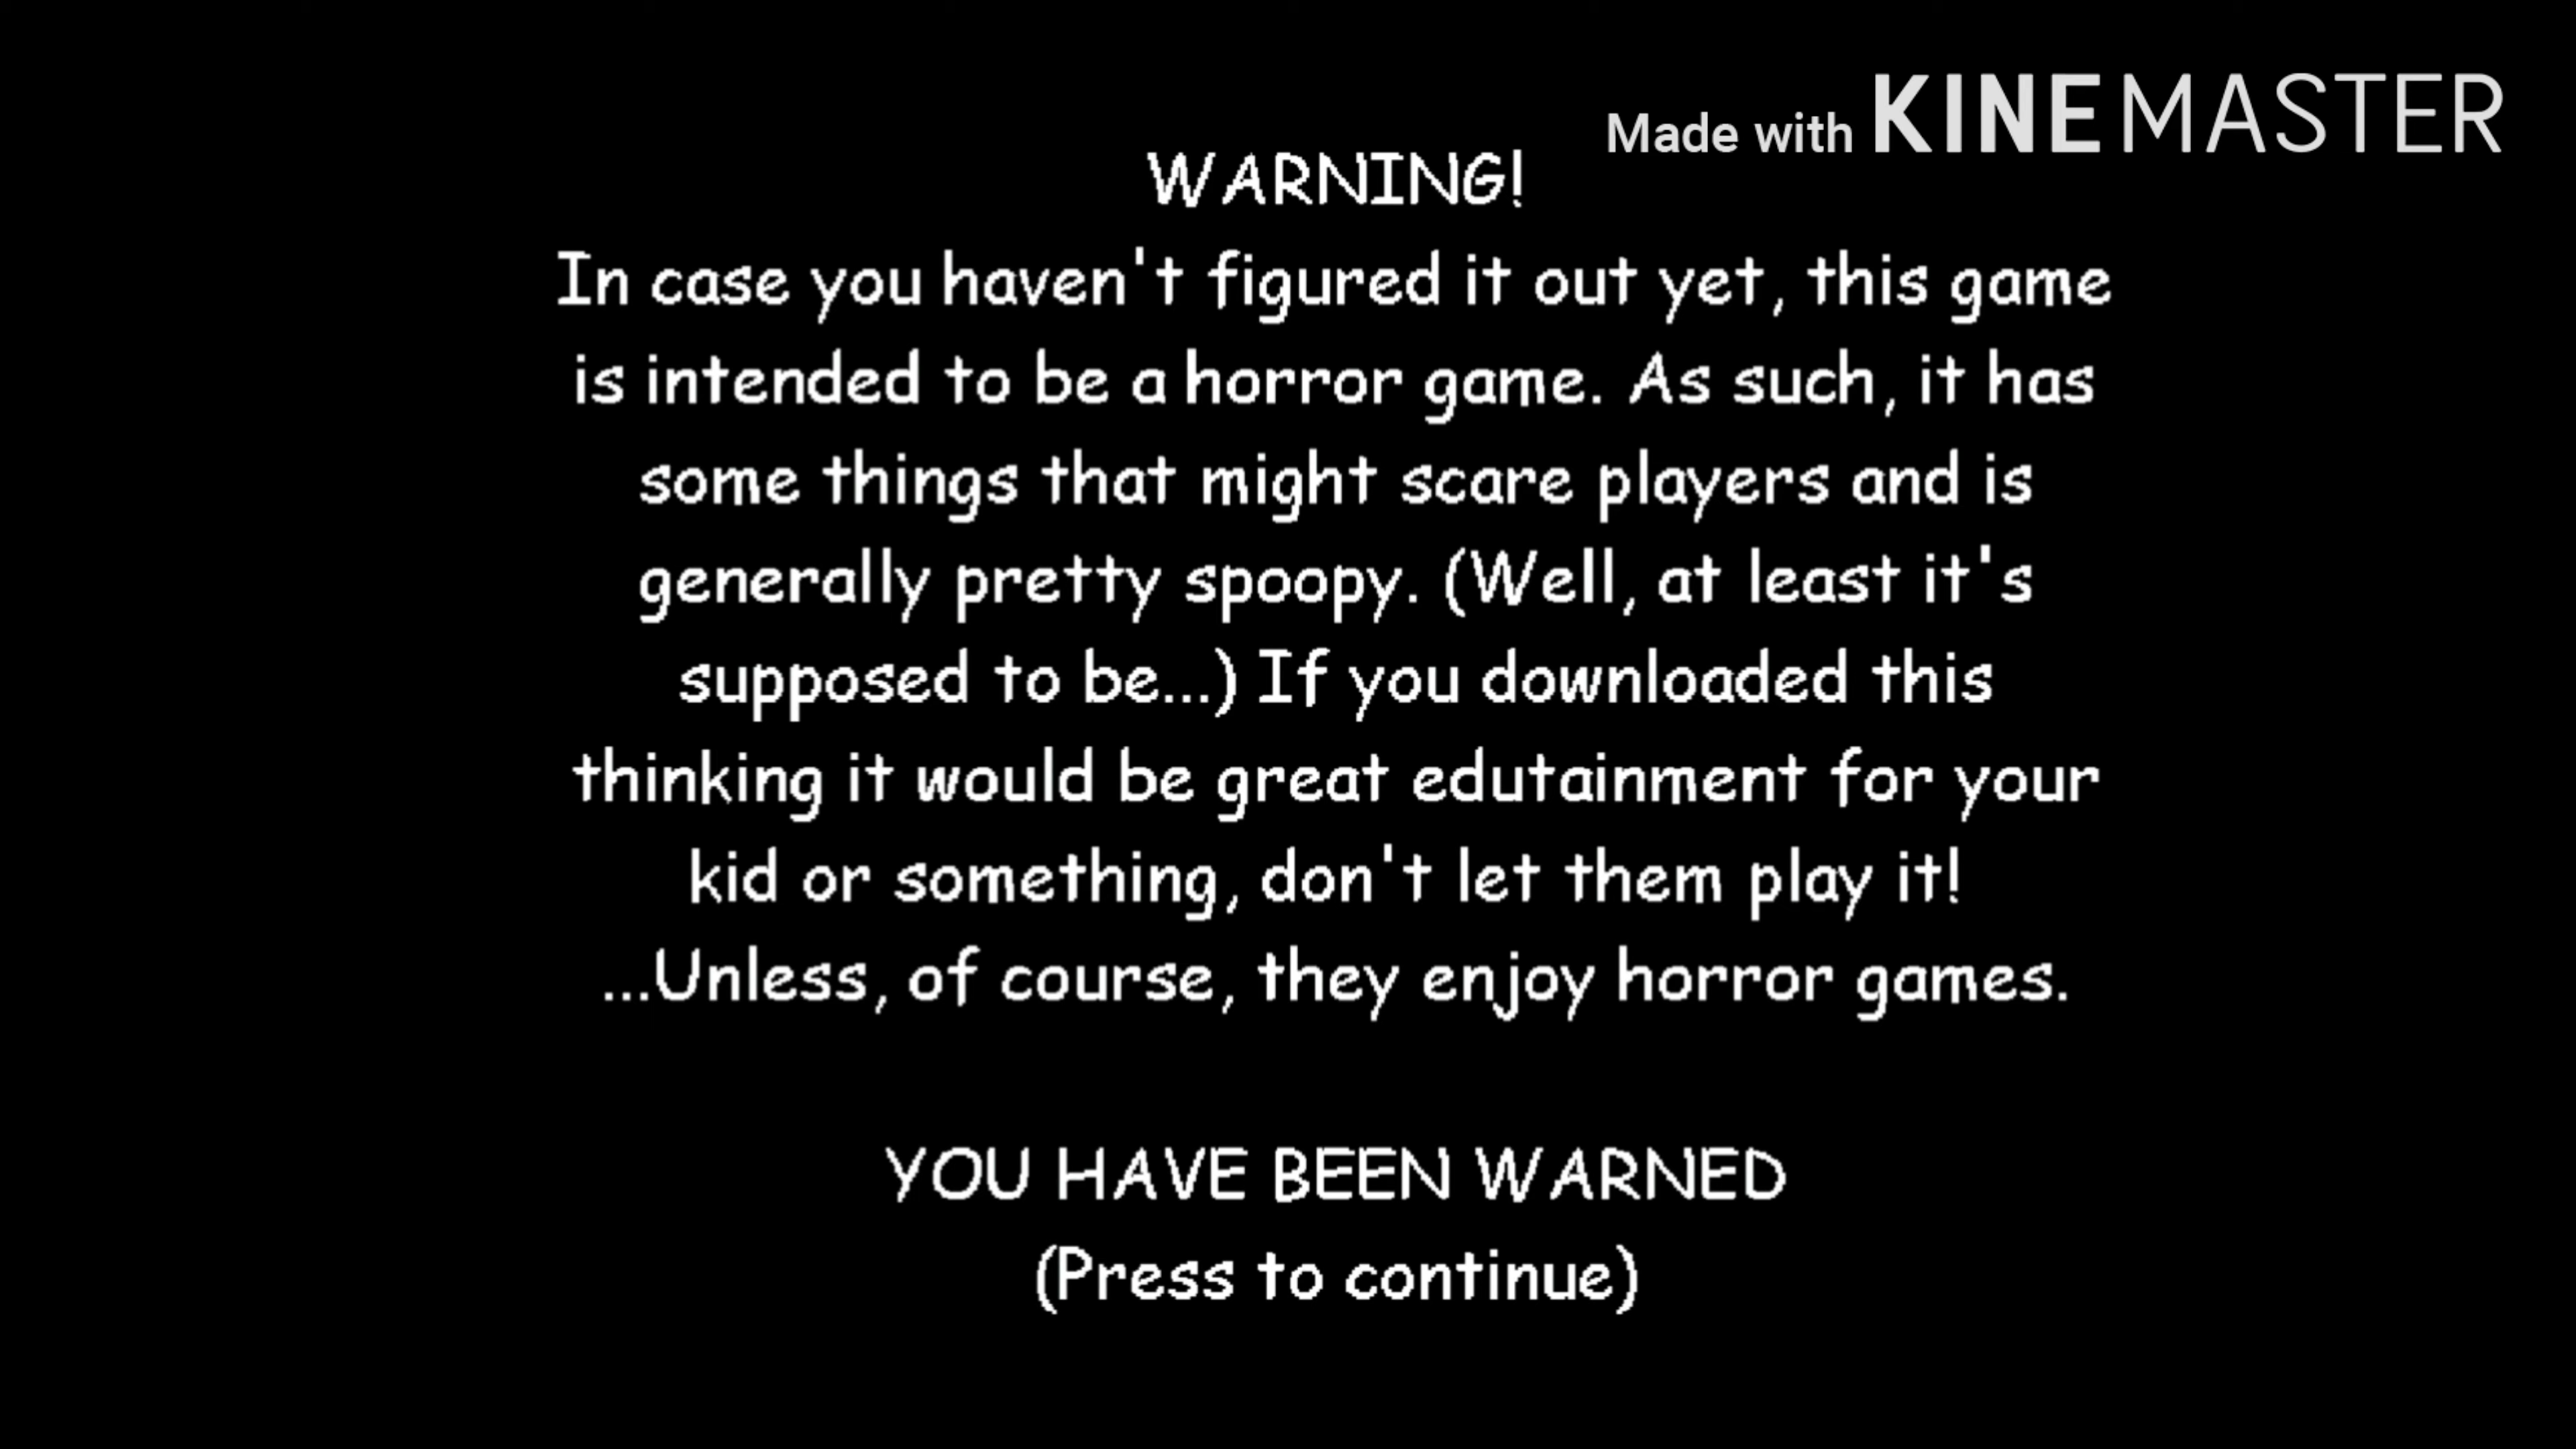 Made with KINEMASTER
WARNING!
In case you haven't figured it out yet, this game
is intended to be a horror game. As such, it has
some things that might scare players and is
generally pretty spoopy. (Well, at least it's
supposed to be...) If you downloaded this
thinking it would be great edutainment for your
kid or something, don't let them play it!
...Unless, of course, they enjoy horror games.
YOU HAVE BEEN WARNED
(Press to continue)